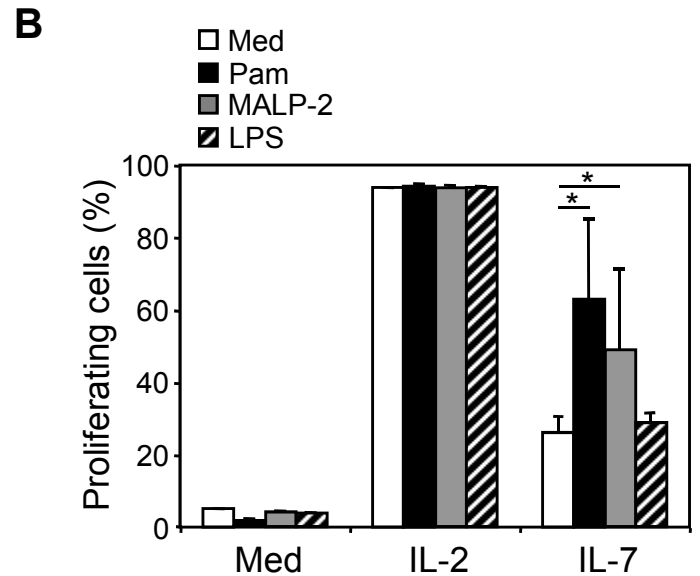 B
Med
Pam
MALP-2
LPS
Proliferating cells (%)
100
80
60
40
20
0
*
*
Med IL-2 IL-7